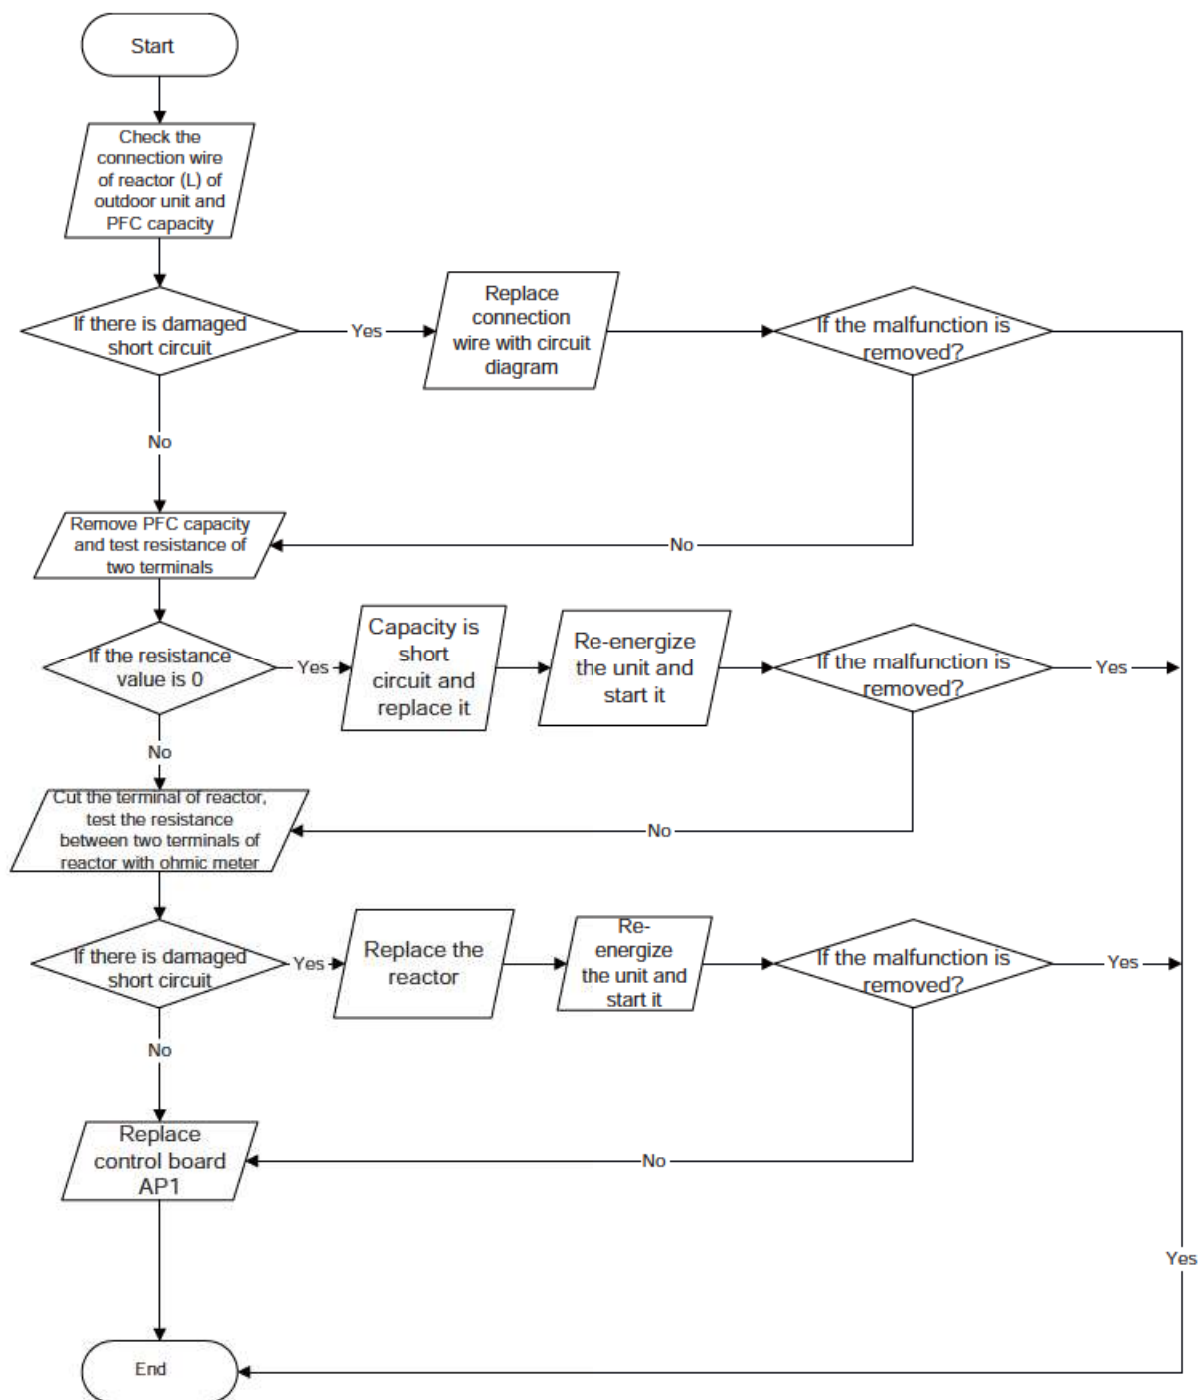 Start
Check the
connection wire
of reactor (L) of
outdoor unit and
PFC capacity
If there is damaged
short circuit
Yes
Replace
connection
wire with circuit
diagram
If the malfunction is
removed?
No
Remove PFC capacity
and test resistance of
two terminals
No
If the resistance
value is 0
Yes
Capacity is
short
circuit and
replace it
Re-energize
the unit and
start it
If the malfunction is
removed?
Yes
No
Cut the terminal of reactor,
test the resistance
between two terminals of
reactor with ohmic meter
No
If there is damaged
short circuit
Yes
Replace the
reactor
Re-
energize
the unit and
start it
If the malfunction is
removed?
Yes
No
Replace
control board
AP1
No
Yes
End